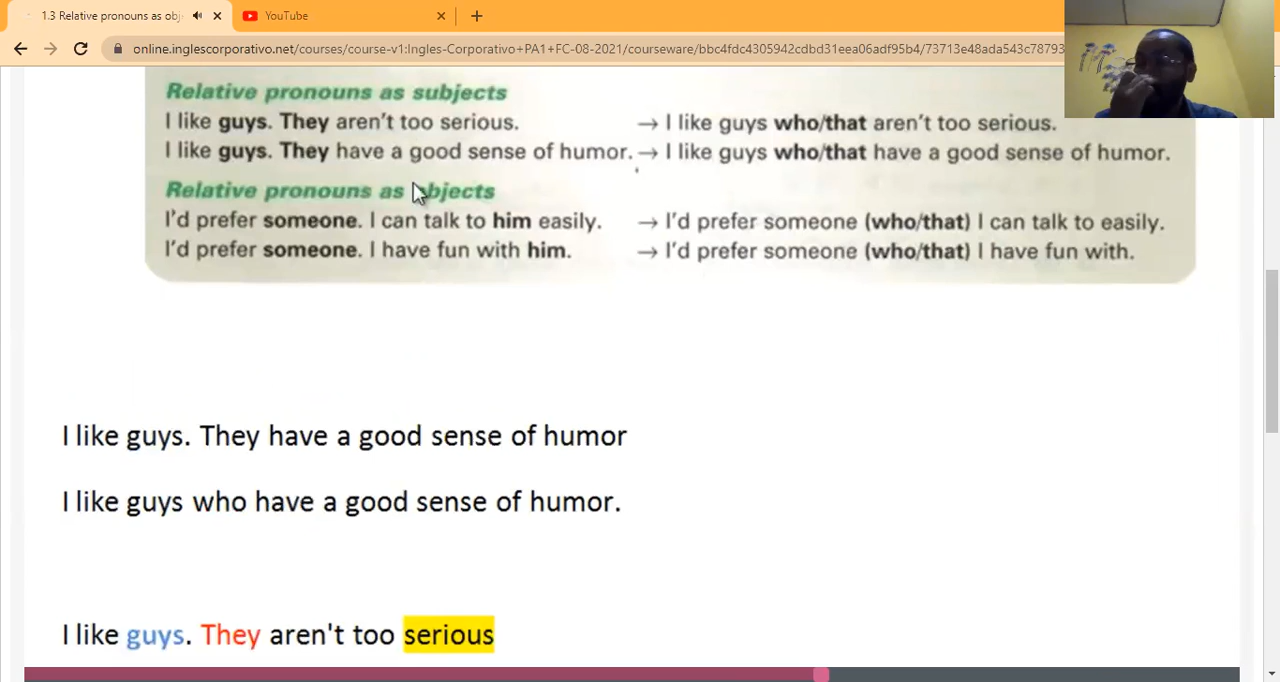 1.3 Relative pronouns as obj
YouTube
online.inglescorporativo.net/courses/course-v1:Ingles-Corporativo+PA1+FC-08-2021/courseware/bbc4fdc4305942cdbd31eea06adf95b4/73713e48ada543c78793
Relative pronouns as subjects
I like guys. They aren't too serious. → I like guys who/that aren't too serious.
I like guys. They have a good sense of humor. → I like guys who/that have a good sense of humor.
Relative pronouns as objects
I'd prefer someone. I can talk to him easily. → I'd prefer someone (who/that) I can talk to easily.
I'd prefer someone. I have fun with him. → I'd prefer someone (who/that) I have fun with.
I like guys. They have a good sense of humor
I like guys who have a good sense of humor.
I like guys. They aren't too serious